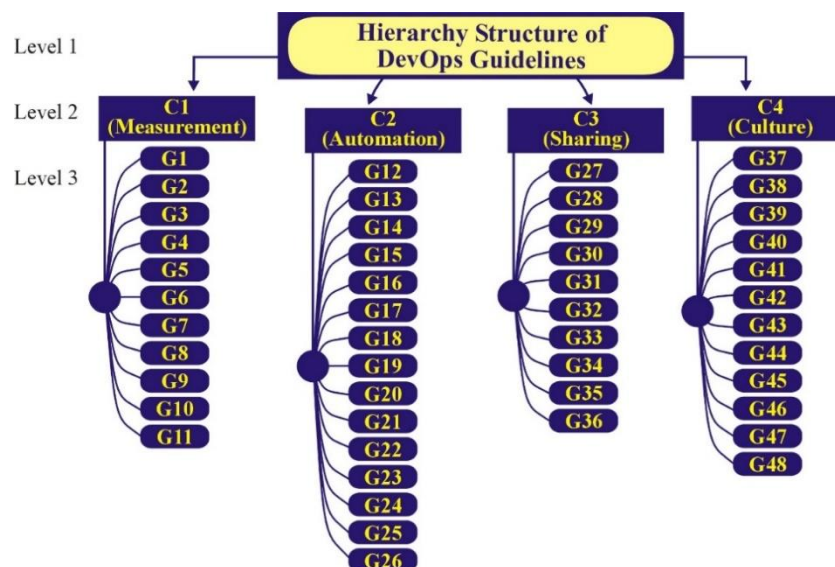 Level 1
Hierarchy Structure of
DevOps Guidelines
Level 2
C1
(Measurement)
C2
(Automation)
C3
(Sharing)
C4
(Culture)
Level 3
G1
G2
G3
G4
G5
G6
G7
G8
G9
G10
G11
G12
G13
G14
G15
G16
G17
G18
G19
G20
G21
G22
G23
G24
G25
G26
G27
G28
G29
G30
G31
G32
G33
G34
G35
G36
G37
G38
G39
G40
G41
G42
G43
G44
G45
G46
G47
G48